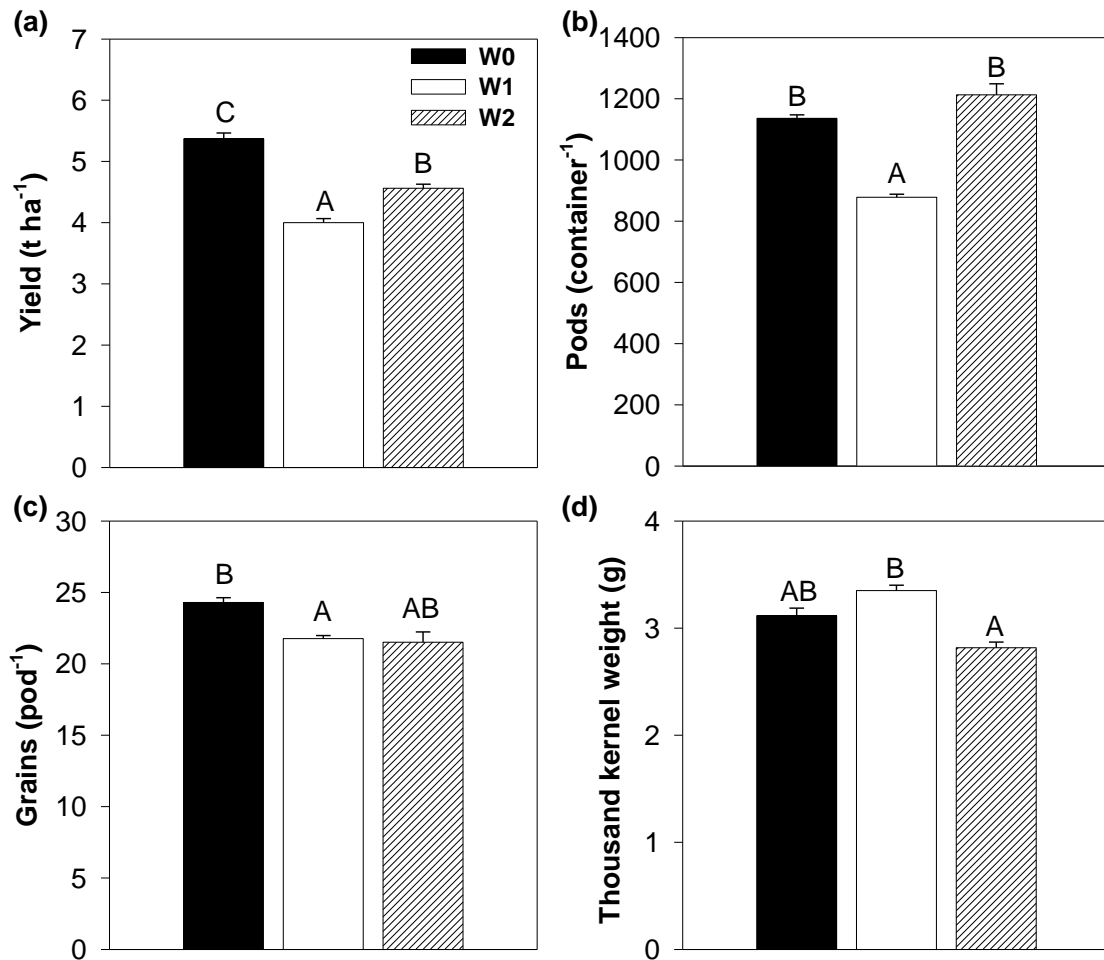 (a)
Yield (t ha⁻¹)
7
6
5
4
3
2
1
0
W0
W1
W2
C
A
B
(b)
Pods (container⁻¹)
1400
1200
1000
800
600
400
200
0
B
A
B
(c)
Grains (pod⁻¹)
30
25
20
15
10
5
0
B
A
AB
(d)
Thousand kernel weight (g)
4
3
2
1
0
AB
B
A